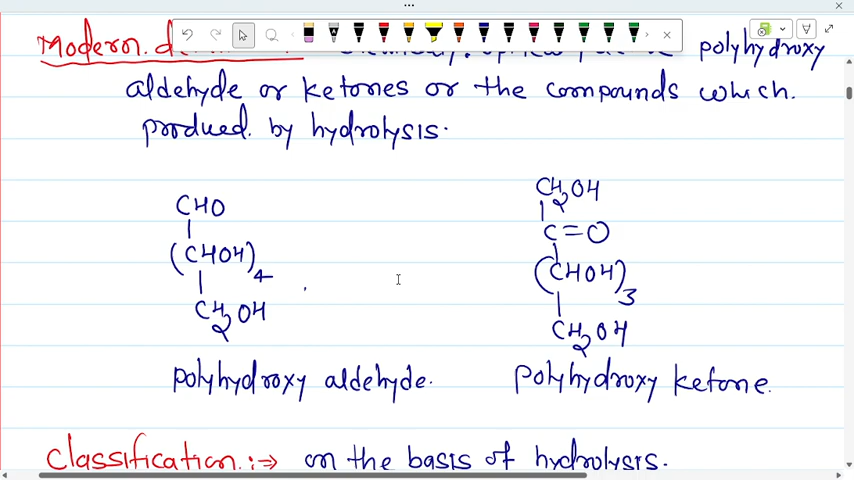 Modern polyhydroxy
aldehyde or ketones or the compounds which.
produced. by hydrolysis.
CHO
(CHOH)4
CH2OH
polyhydroxy aldehyde.
CH2OH
C=O
(CHOH)3
CH2OH
polyhydroxy ketone.
classification:⇒ on the basis of hydrolysis.